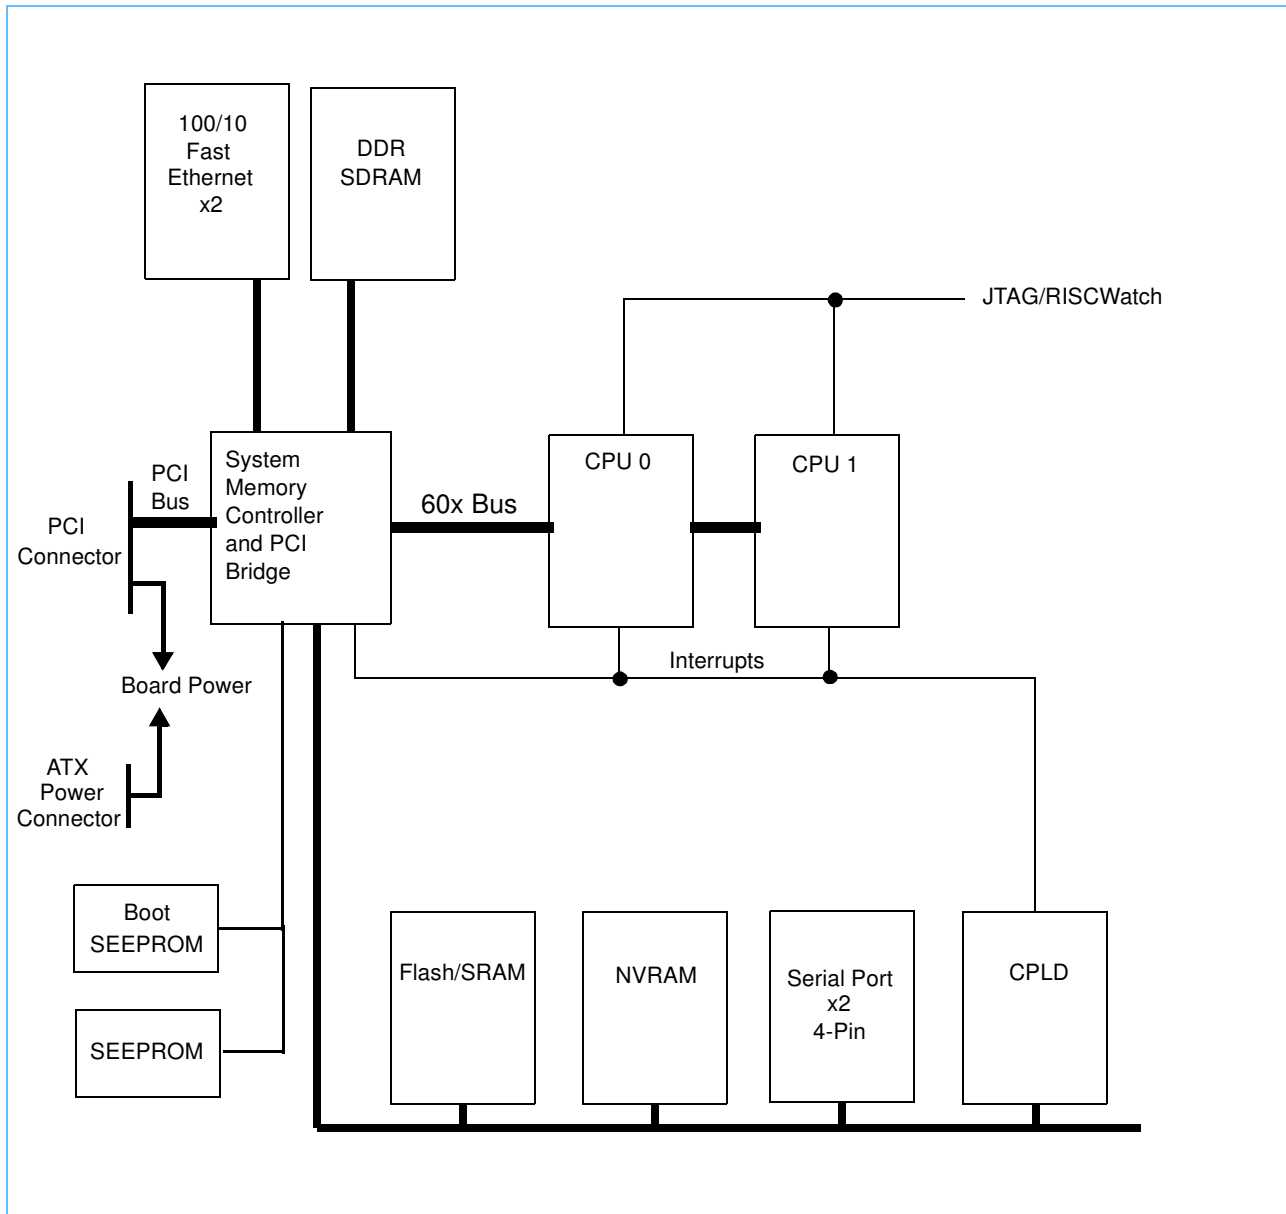 100/10
Fast
Ethernet
x2
DDR
SDRAM
JTAG/RISCWatch
System
Memory
Controller
and PCI
Bridge
PCI
Bus
60x Bus
CPU 0
CPU 1
PCI
Connector
Interrupts
Board Power
ATX
Power
Connector
Boot
SEEPROM
SEEPROM
Flash/SRAM
NVRAM
Serial Port
x2
4-Pin
CPLD